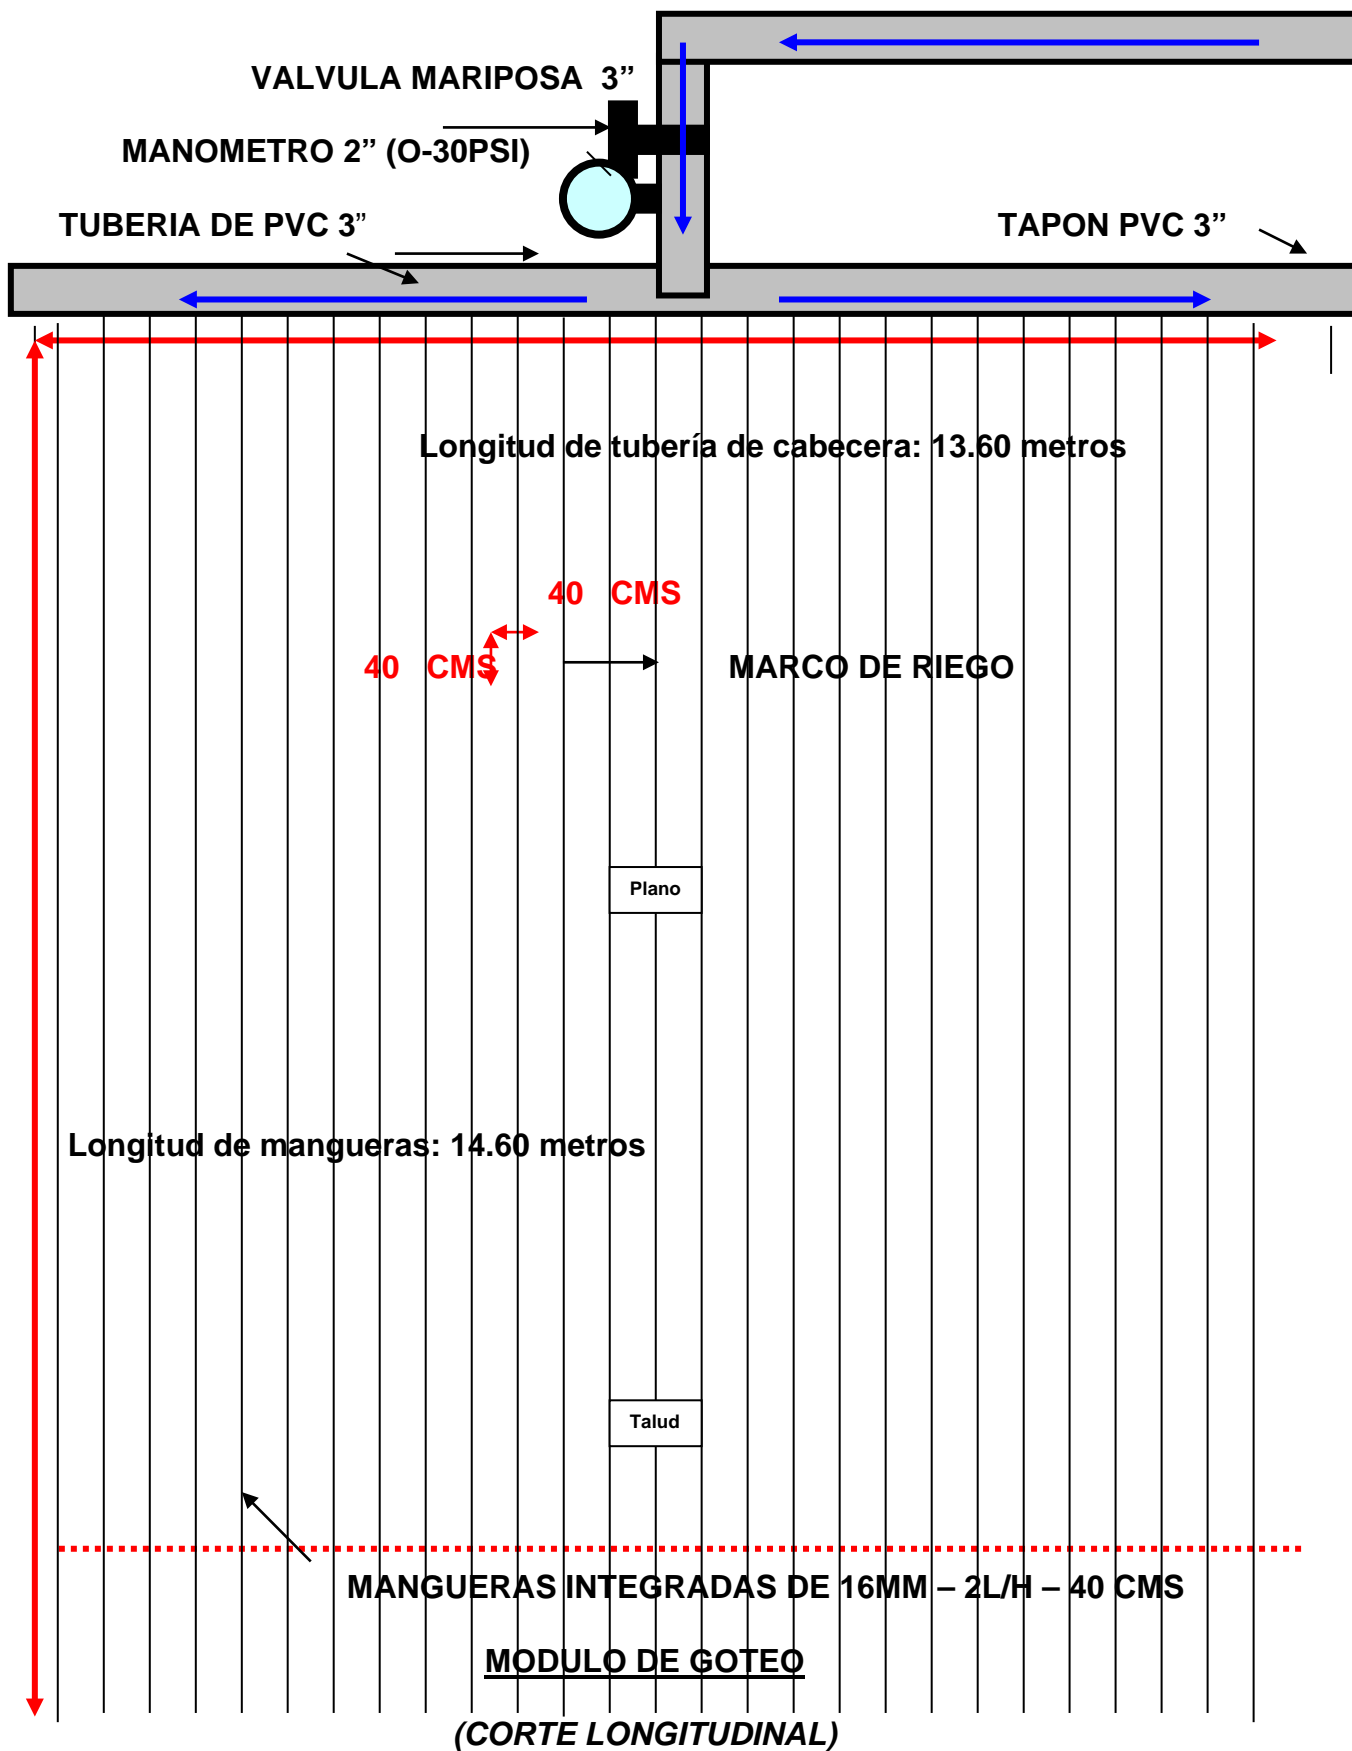 VALVULA MARIPOSA 3”
MANOMETRO 2” (O-30PSI)
TUBERIA DE PVC 3”
TAPON PVC 3”
Longitud de tubería de cabecera: 13.60 metros
40 CMS
40 CMS
MARCO DE RIEGO
Plano
Longitud de mangueras: 14.60 metros
Talud
MANGUERAS INTEGRADAS DE 16MM – 2L/H – 40 CMS
MODULO DE GOTEO
(CORTE LONGITUDINAL)